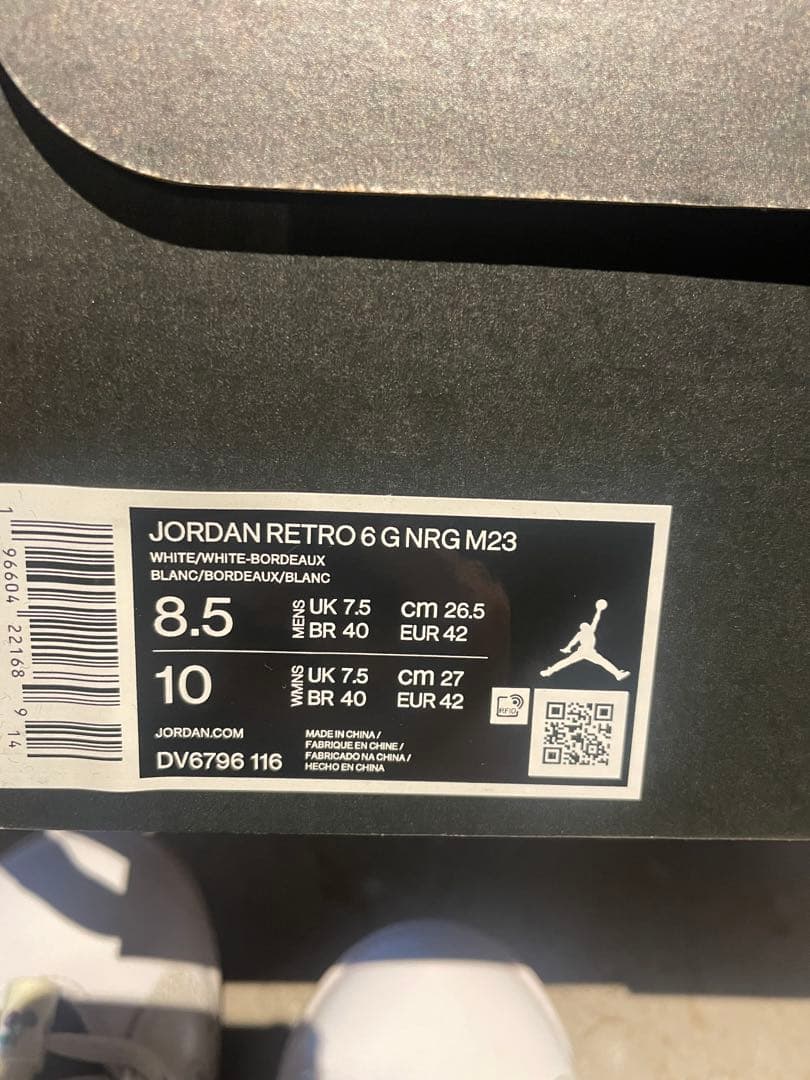 JORDAN RETRO 6 G NRG M23
WHITE/WHITE-BORDEAUX
BLANC/BORDEAUX/BLANC
8.5 MENS UK 7.5 cm 26.5
BR 40 EUR 42
10 WMNS UK 7.5 cm 27
BR 40 EUR 42
RFID
JORDAN.COM
DV6796 116
MADE IN CHINA /
FABRIQUE EN CHINE /
FABRICADO NA CHINA /
HECHO EN CHINA
1 96604 22168 9 14